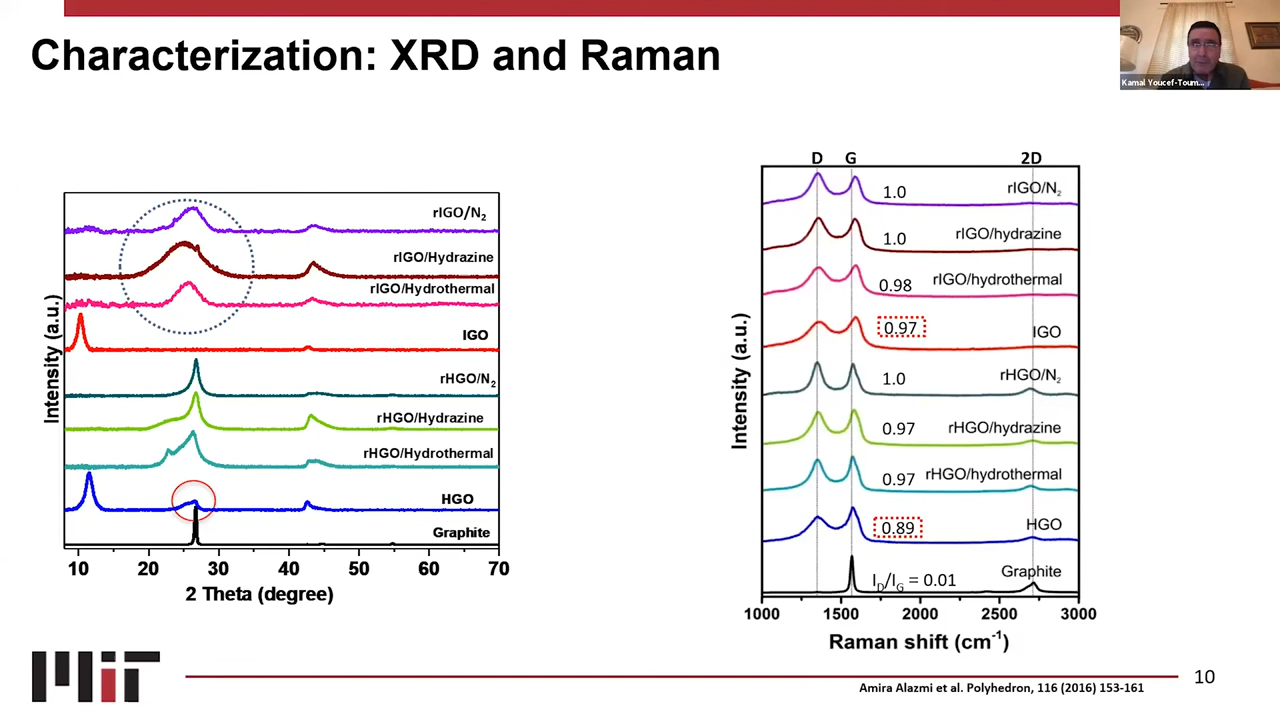 Characterization: XRD and Raman
Kamal Youcef-Toum...
Intensity (a.u.)
rIGO/N2
rIGO/Hydrazine
rIGO/Hydrothermal
IGO
rHGO/N2
rHGO/Hydrazine
rHGO/Hydrothermal
HGO
Graphite
10 20 30 40 50 60 70
2 Theta (degree)
D G 2D
Intensity (a.u.)
1.0 rIGO/N2
1.0 rIGO/hydrazine
0.98 rIGO/hydrothermal
0.97 IGO
1.0 rHGO/N2
0.97 rHGO/hydrazine
0.97 rHGO/hydrothermal
0.89 HGO
ID/IG = 0.01 Graphite
1000 1500 2000 2500 3000
Raman shift (cm-1)
MIT
10
Amira Alazmi et al. Polyhedron, 116 (2016) 153-161